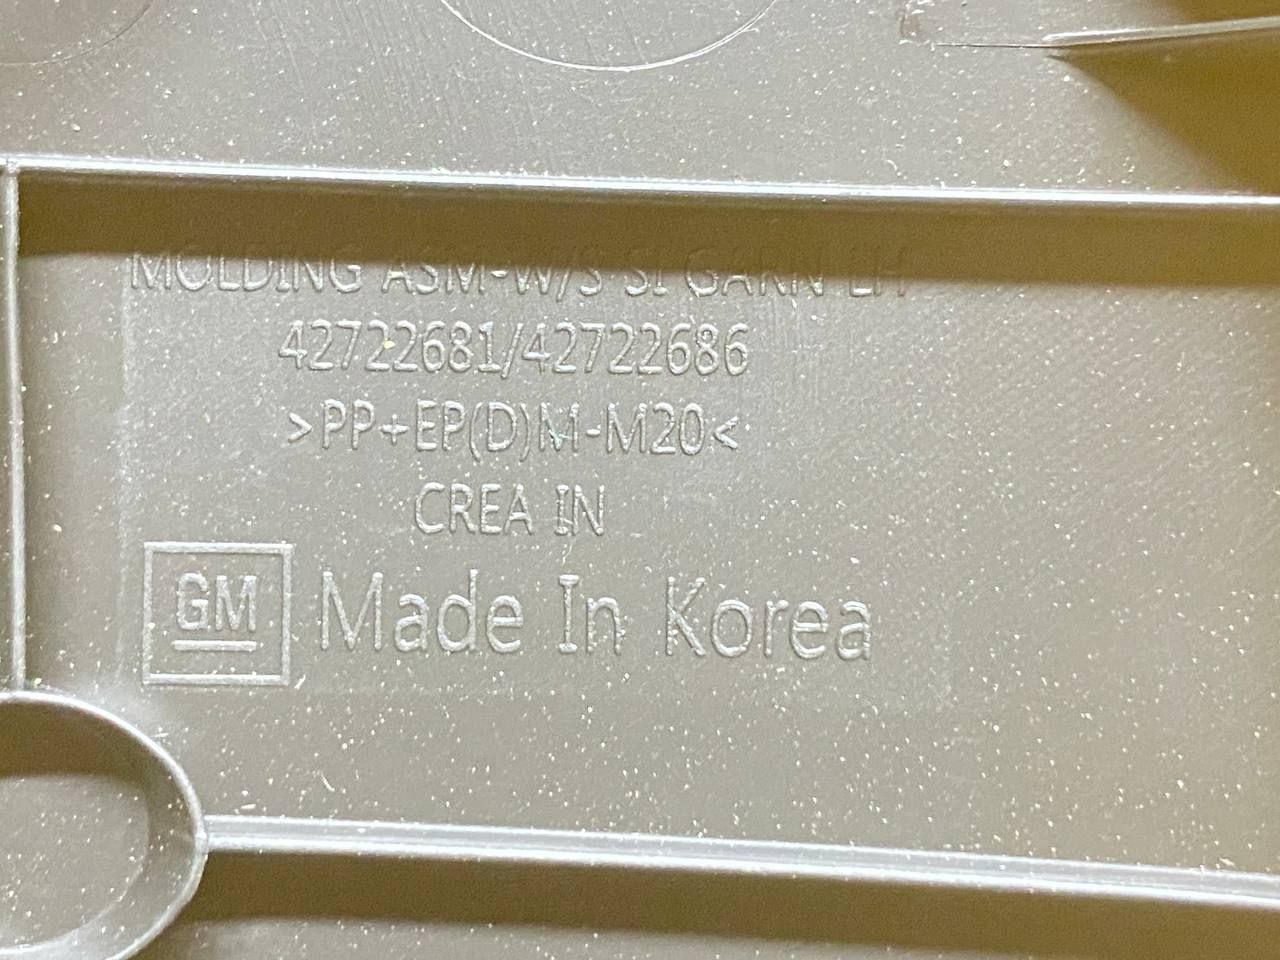 MOLDING ASM-W/S SI GARN LH
42722681/42722686
>PP+EP(D)M-M20<
CREA IN
GM Made In Korea